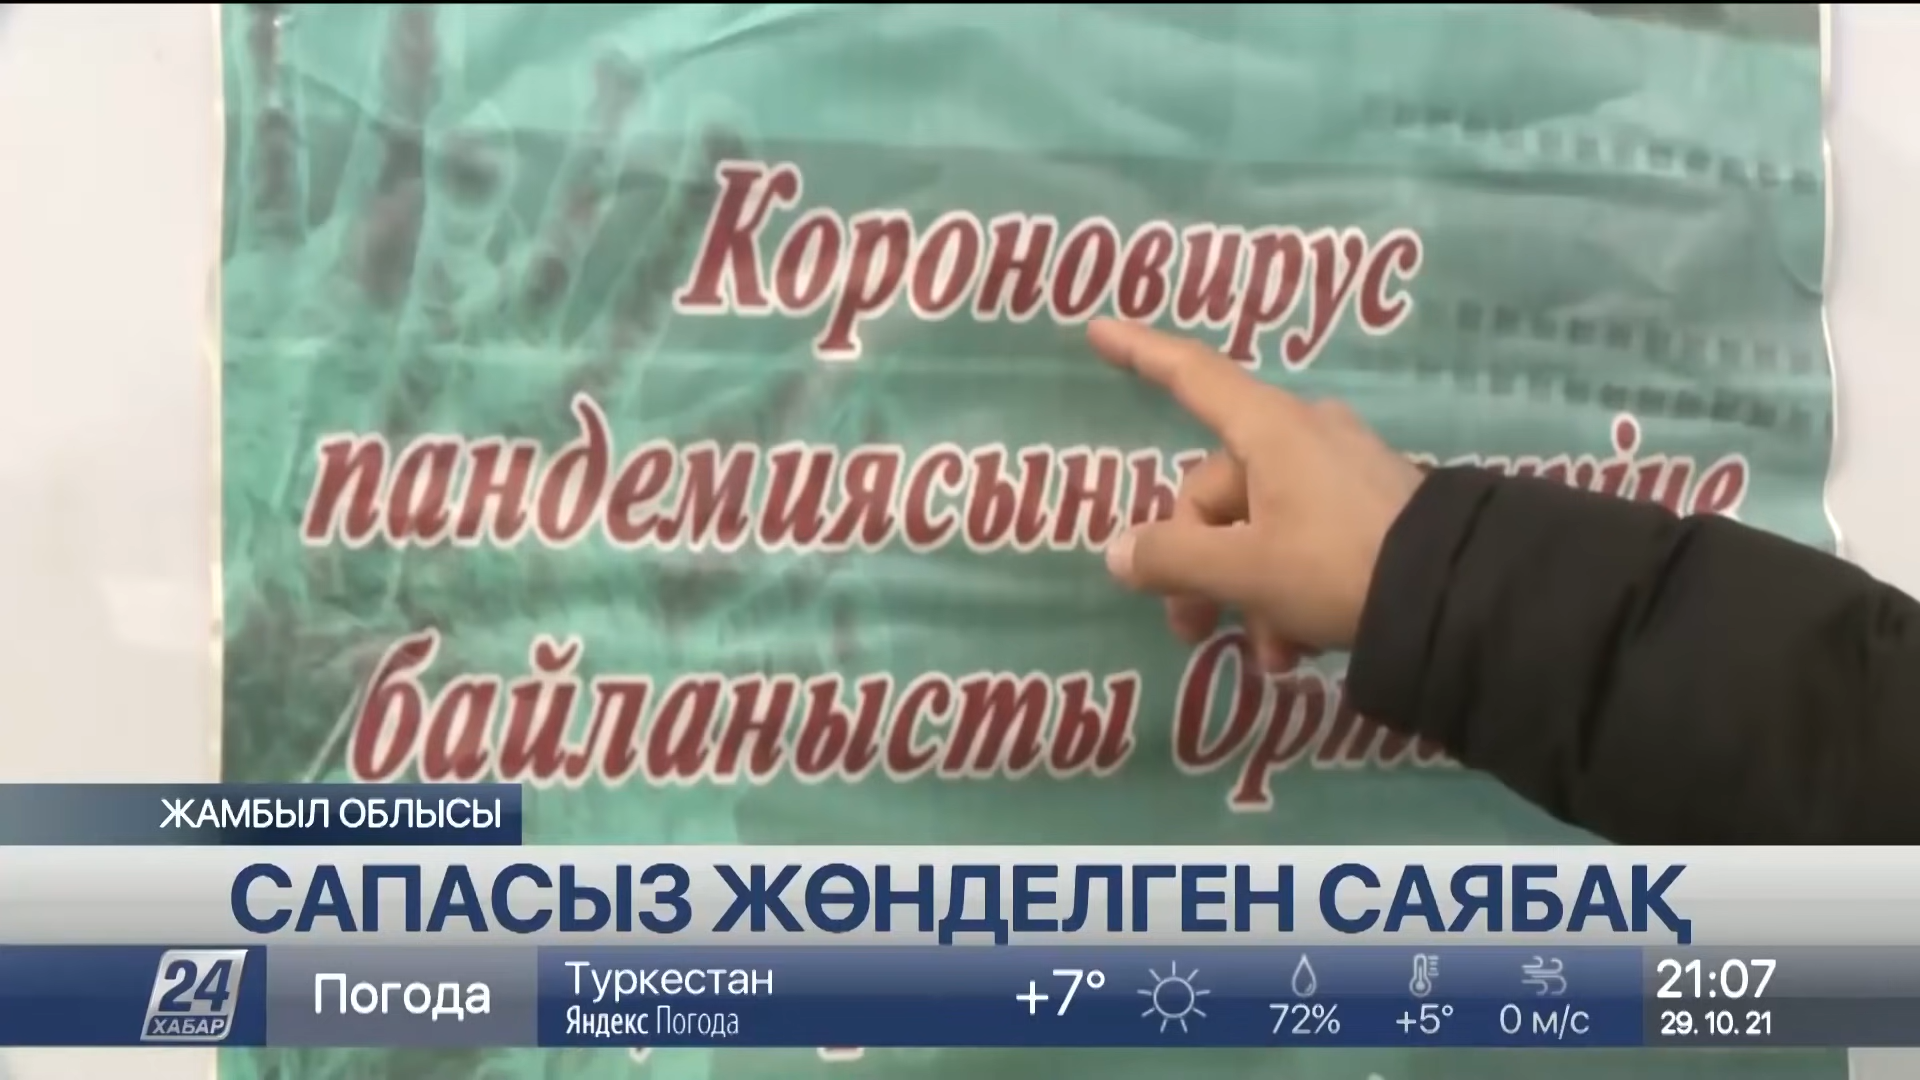 Короновирус
пандемиясының
байланысты
ЖАМБЫЛ ОБЛЫСЫ
САПАСЫЗ ЖӨНДЕЛГЕН САЯБАҚ
24
ХАБАР
Погода
Туркестан
Яндекс Погода
+7°
72%
+5°
0 м/с
21:07
29. 10. 21